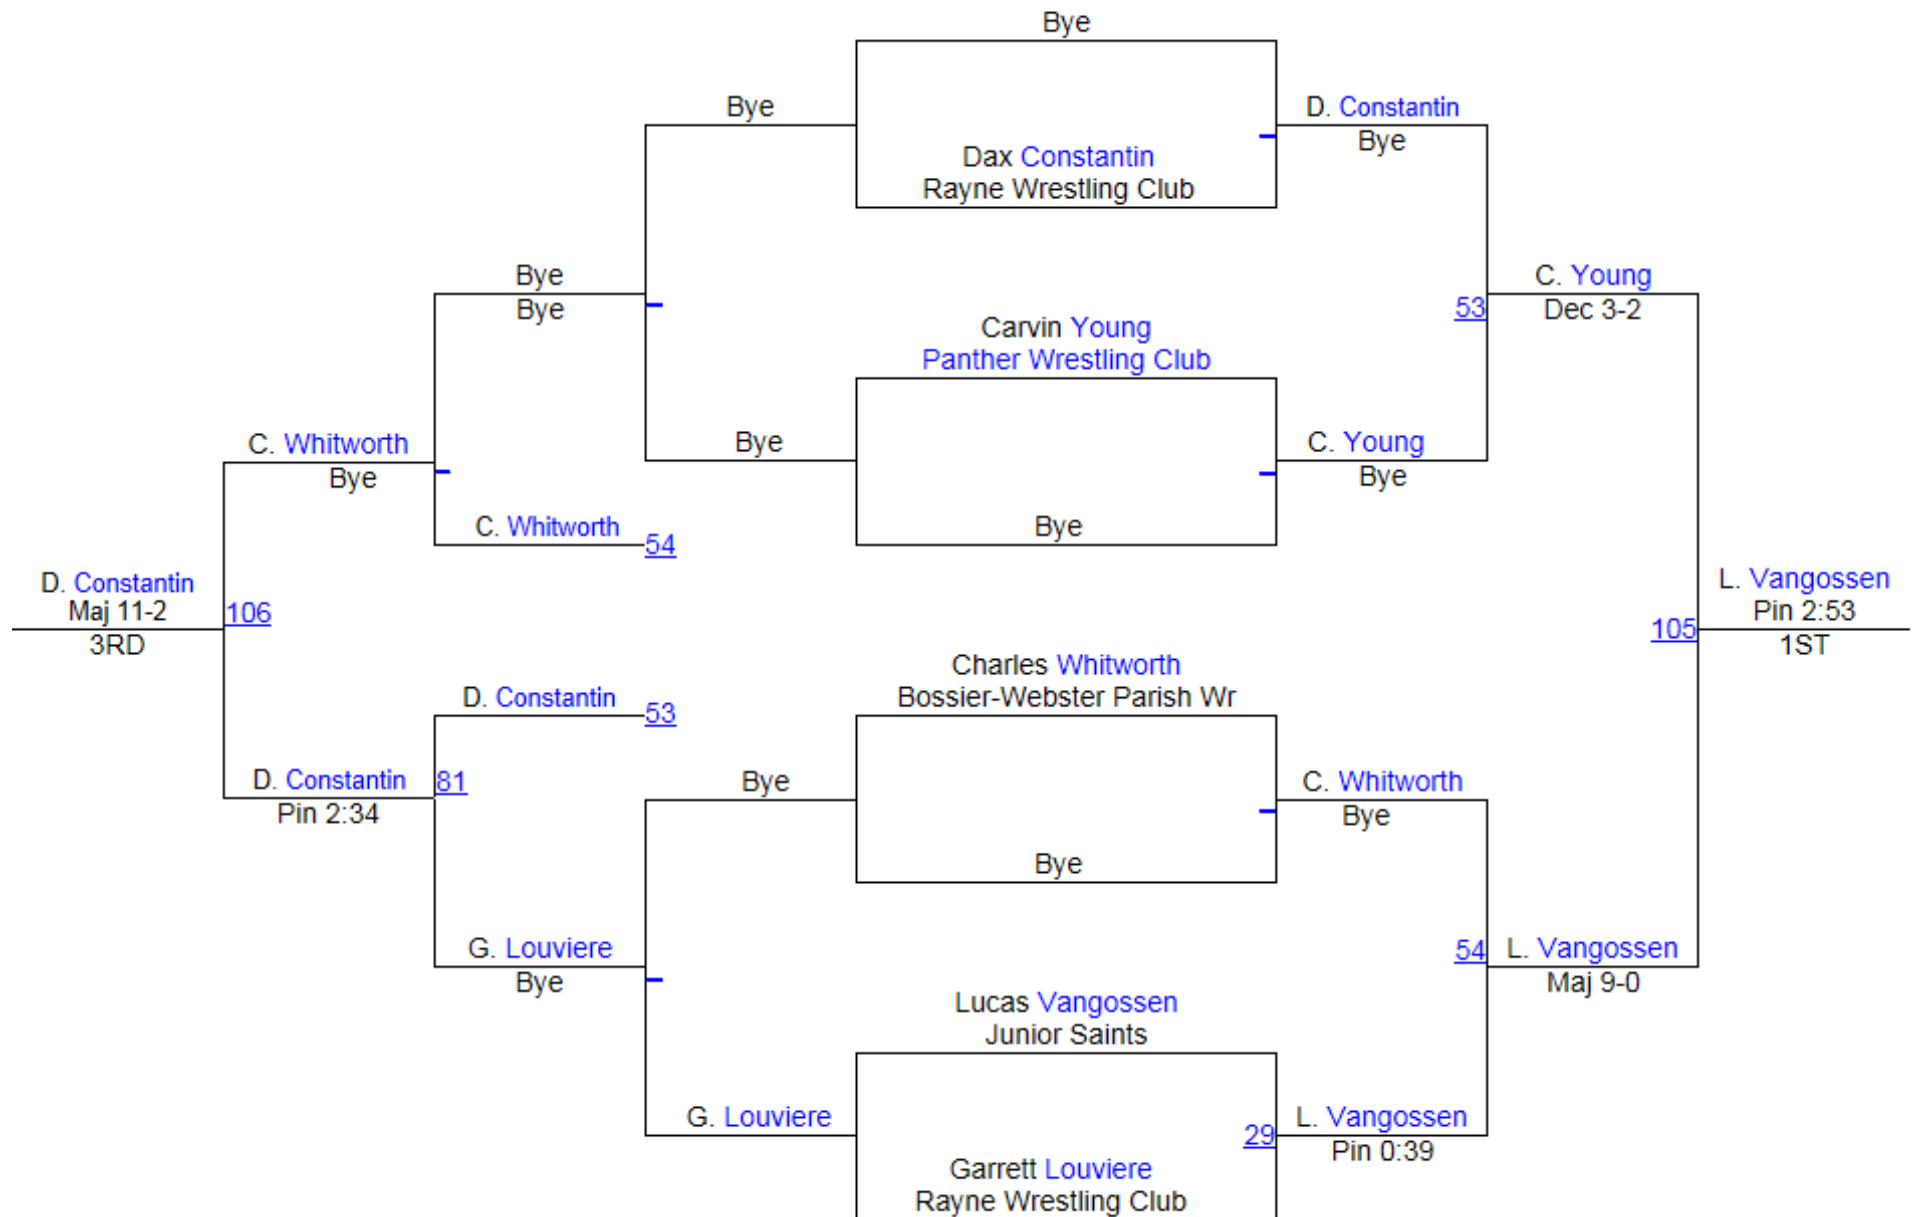 Bye
Bye
D. Constantin
Bye
Dax Constantin
Rayne Wrestling Club
Bye
Bye
C. Young
Dec 3-2
53
Carvin Young
Panther Wrestling Club
C. Whitworth
Bye
Bye
C. Young
Bye
C. Whitworth
54
Bye
D. Constantin
Maj 11-2
3RD
106
L. Vangossen
Pin 2:53
1ST
105
Charles Whitworth
Bossier-Webster Parish Wr
D. Constantin
53
D. Constantin
Pin 2:34
81
Bye
C. Whitworth
Bye
Bye
G. Louviere
Bye
54
L. Vangossen
Maj 9-0
Lucas Vangossen
Junior Saints
G. Louviere
29
L. Vangossen
Pin 0:39
Garrett Louviere
Rayne Wrestling Club